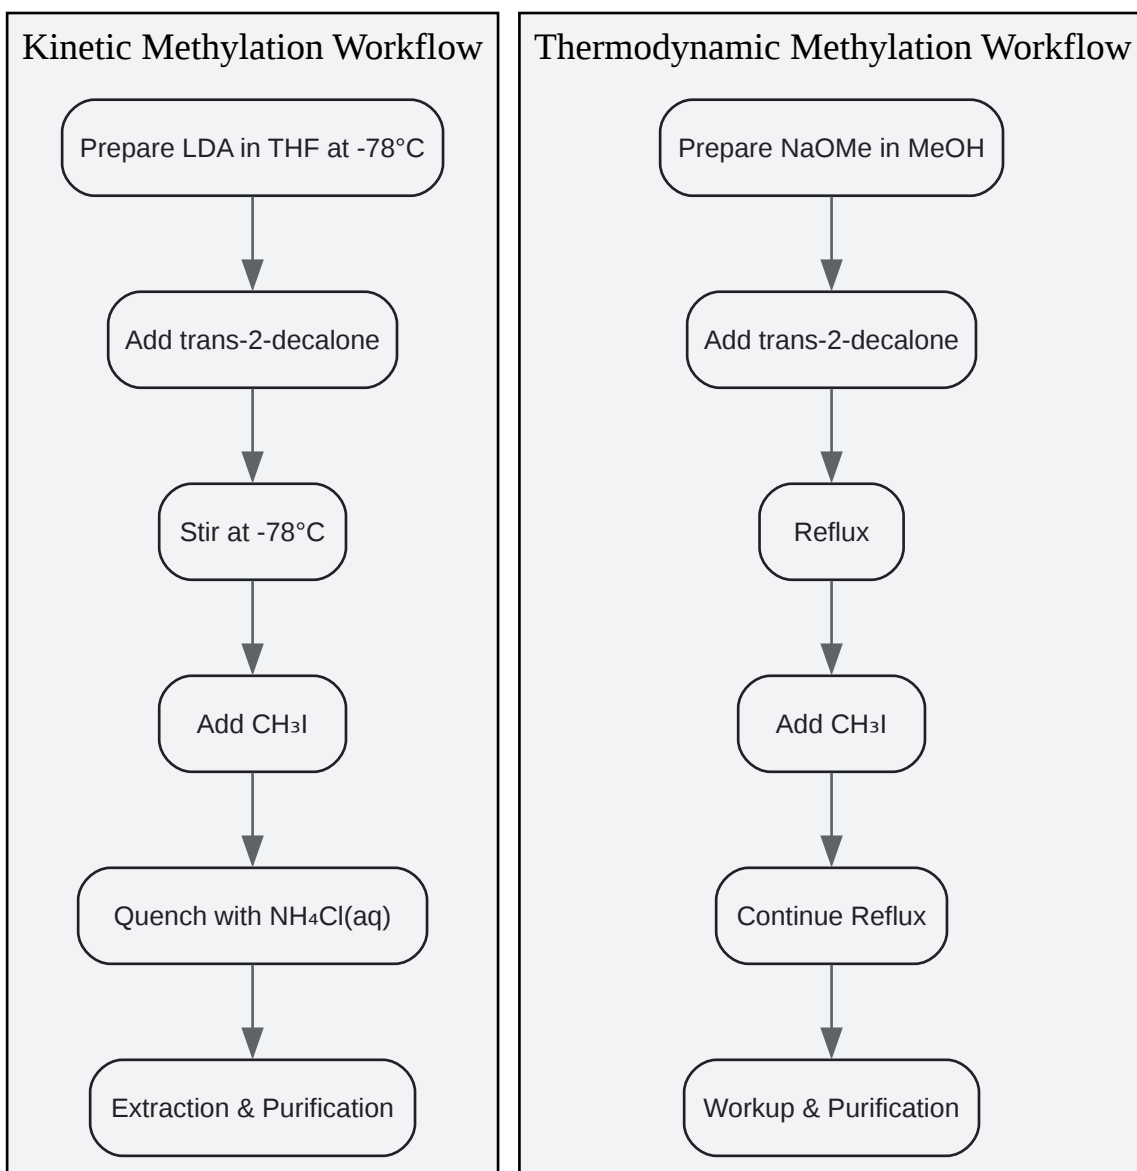 Kinetic Methylation Workflow
Prepare LDA in THF at -78°C
Add trans-2-decalone
Stir at -78°C
Add CH₃I
Quench with NH₄Cl(aq)
Extraction & Purification
Thermodynamic Methylation Workflow
Prepare NaOMe in MeOH
Add trans-2-decalone
Reflux
Add CH₃I
Continue Reflux
Workup & Purification